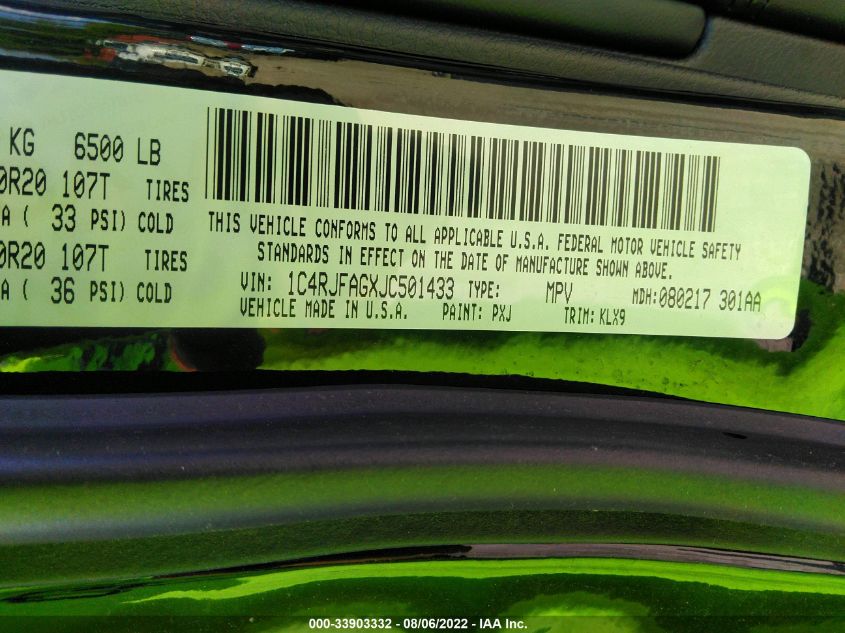 KG 6500 LB
0R20 107T TIRES
A ( 33 PSI) COLD
0R20 107T TIRES
A ( 36 PSI) COLD
THIS VEHICLE CONFORMS TO ALL APPLICABLE U.S.A. FEDERAL MOTOR VEHICLE SAFETY
STANDARDS IN EFFECT ON THE DATE OF MANUFACTURE SHOWN ABOVE.
VIN: 1C4RJFAGXJC501433 TYPE: MPV MDH: 080217 301AA
VEHICLE MADE IN U.S.A. PAINT: PXJ TRIM: KLX9
000-33903332 - 08/06/2022 - IAA Inc.